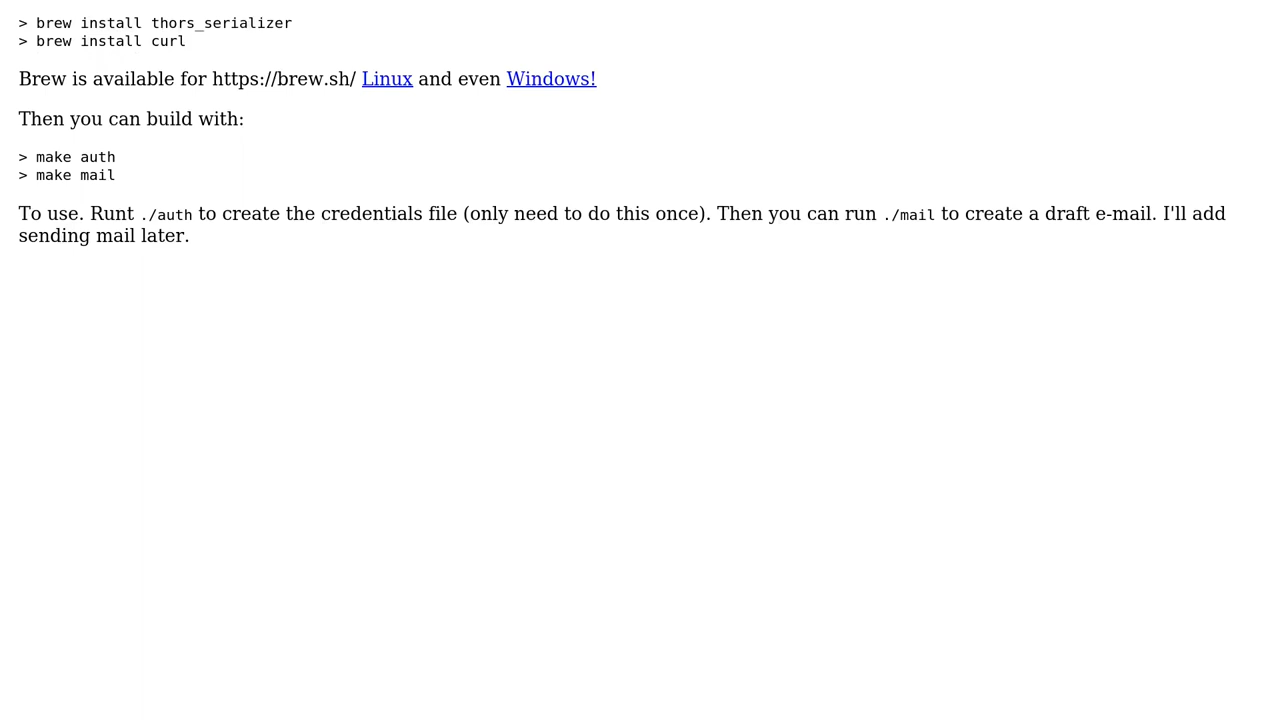 > brew install thors_serializer
> brew install curl
Brew is available for https://brew.sh/ Linux and even Windows!
Then you can build with:
> make auth
> make mail
To use. Runt ./auth to create the credentials file (only need to do this once). Then you can run ./mail to create a draft e-mail. I'll add
sending mail later.